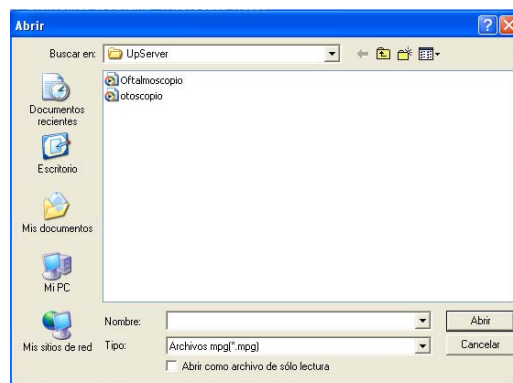 Abrir
Buscar en:
UpServer
Documentos
recientes
Escritorio
Mis documentos
Mi PC
Mis sitios de red
Oftalmoscopio
otoscopio
Nombre:
Abrir
Tipo:
Archivos mpg(*.mpg)
Cancelar
Abrir como archivo de sólo lectura